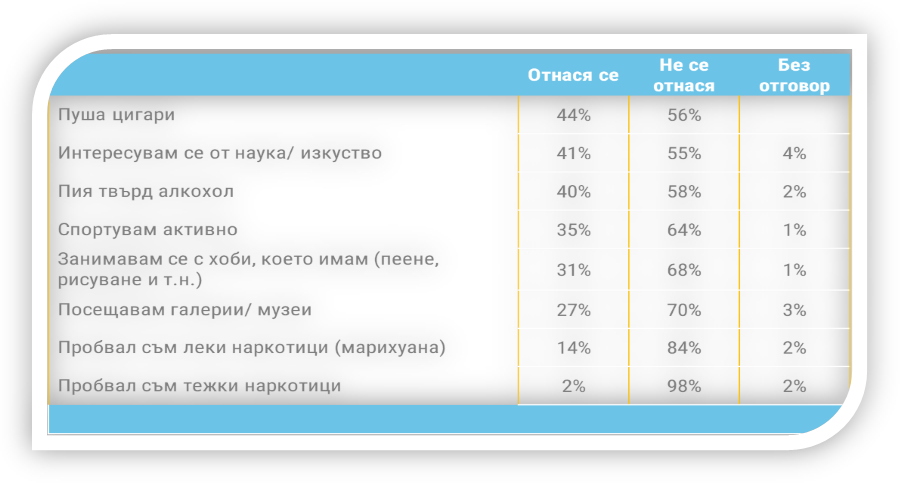 Отнася се Не се отнася Без отговор
Пуша цигари 44% 56%
Интересувам се от наука/ изкуство 41% 55% 4%
Пия твърд алкохол 40% 58% 2%
Спортувам активно 35% 64% 1%
Занимавам се с хоби, което имам (пеене,
рисуване и т.н.) 31% 68% 1%
Посещавам галерии/ музеи 27% 70% 3%
Пробвал съм леки наркотици (марихуана) 14% 84% 2%
Пробвал съм тежки наркотици 2% 98% 2%